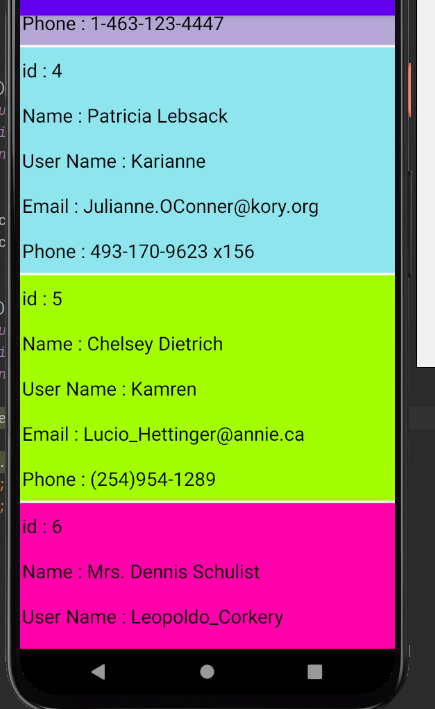 Phone : 1-463-123-4447
id : 4
Name : Patricia Lebsack
User Name : Karianne
Email : Julianne.OConner@kory.org
Phone : 493-170-9623 x156
id : 5
Name : Chelsey Dietrich
User Name : Kamren
Email : Lucio_Hettinger@annie.ca
Phone : (254)954-1289
id : 6
Name : Mrs. Dennis Schulist
User Name : Leopoldo_Corkery